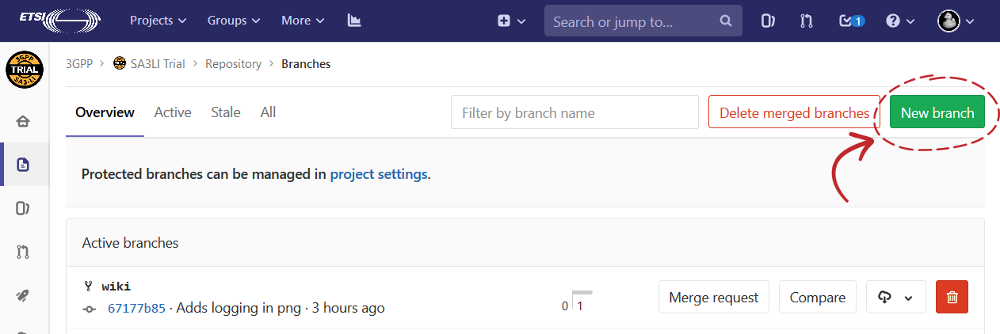 ETSI
Projects Groups More Search or jump to... 1
3GPP TRIAL SA3-LI
3GPP > SA3LI Trial > Repository > Branches
Overview Active Stale All Filter by branch name Delete merged branches New branch
Protected branches can be managed in project settings.
Active branches
wiki
67177b85 · Adds logging in png · 3 hours ago 0 1 Merge request Compare